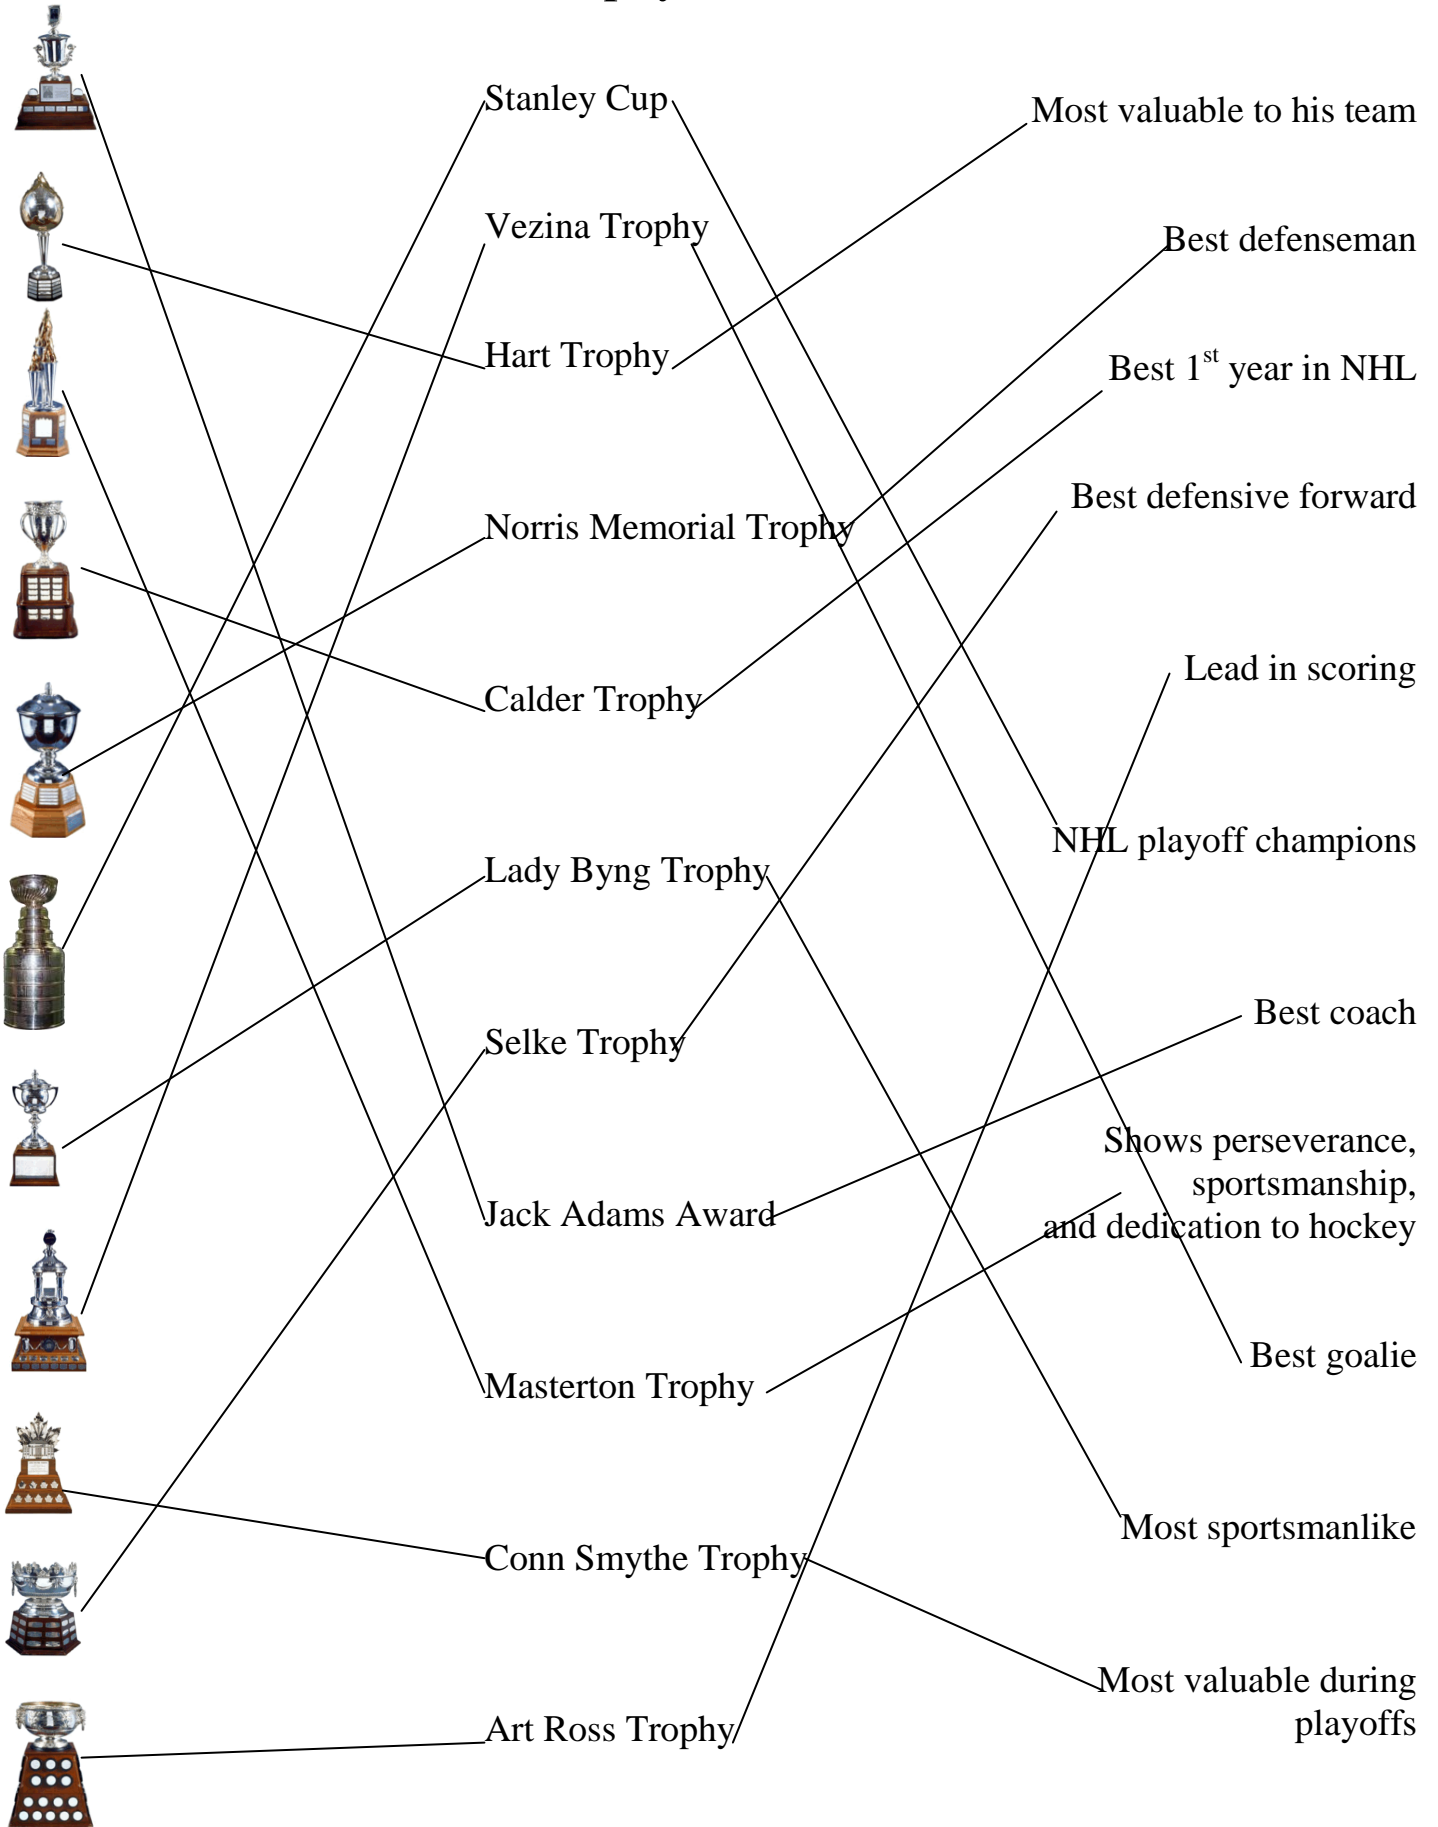 Stanley Cup
Vezina Trophy
Hart Trophy
Norris Memorial Trophy
Calder Trophy
Lady Byng Trophy
Selke Trophy
Jack Adams Award
Masterton Trophy
Conn Smythe Trophy
Art Ross Trophy
Most valuable to his team
Best defenseman
Best 1st year in NHL
Best defensive forward
Lead in scoring
NHL playoff champions
Best coach
Shows perseverance,
sportsmanship,
and dedication to hockey
Best goalie
Most sportsmanlike
Most valuable during
playoffs